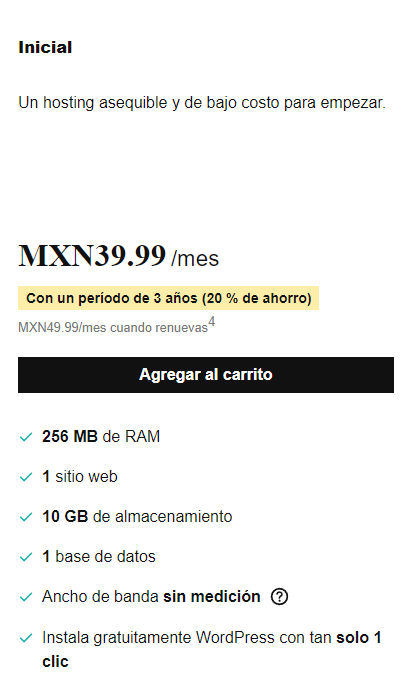 Inicial
Un hosting asequible y de bajo costo para empezar.
MXN39.99 /mes
Con un período de 3 años (20 % de ahorro)
MXN49.99/mes cuando renuevas4
Agregar al carrito
256 MB de RAM
1 sitio web
10 GB de almacenamiento
1 base de datos
Ancho de banda sin medición ?
Instala gratuitamente WordPress con tan solo 1
clic